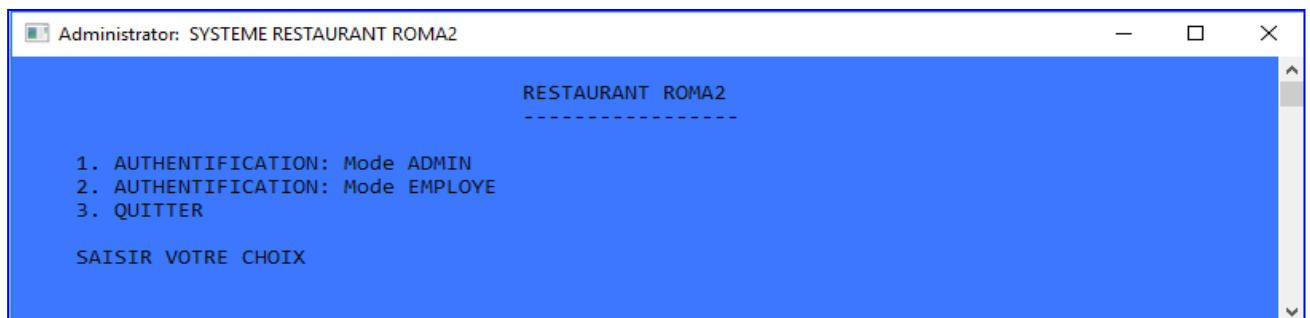 Administrator: SYSTEME RESTAURANT ROMA2
RESTAURANT ROMA2
-----------------
1. AUTHENTIFICATION: Mode ADMIN
2. AUTHENTIFICATION: Mode EMPLOYE
3. QUITTER
SAISIR VOTRE CHOIX